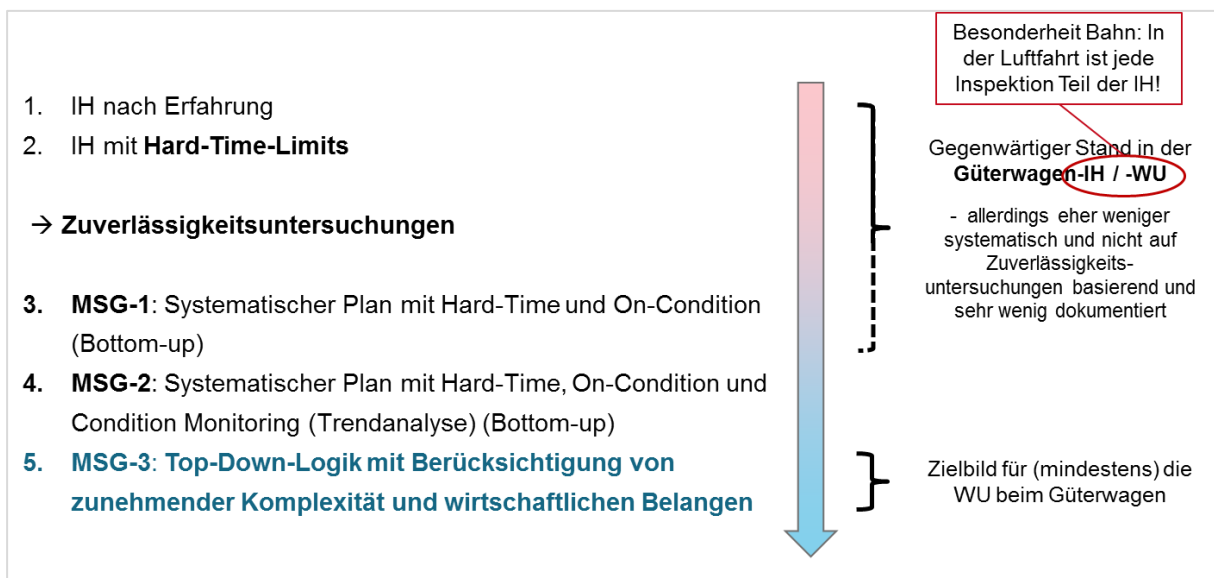 Besonderheit Bahn: In
der Luftfahrt ist jede
Inspektion Teil der IH!
1. IH nach Erfahrung
2. IH mit Hard-Time-Limits
→ Zuverlässigkeitsuntersuchungen
3. MSG-1: Systematischer Plan mit Hard-Time und On-Condition
(Bottom-up)
4. MSG-2: Systematischer Plan mit Hard-Time, On-Condition und
Condition Monitoring (Trendanalyse) (Bottom-up)
5. MSG-3: Top-Down-Logik mit Berücksichtigung von
zunehmender Komplexität und wirtschaftlichen Belangen
Gegenwärtiger Stand in der
Güterwagen-IH / -WU
- allerdings eher weniger
systematisch und nicht auf
Zuverlässigkeits-
untersuchungen basierend und
sehr wenig dokumentiert
Zielbild für (mindestens) die
WU beim Güterwagen